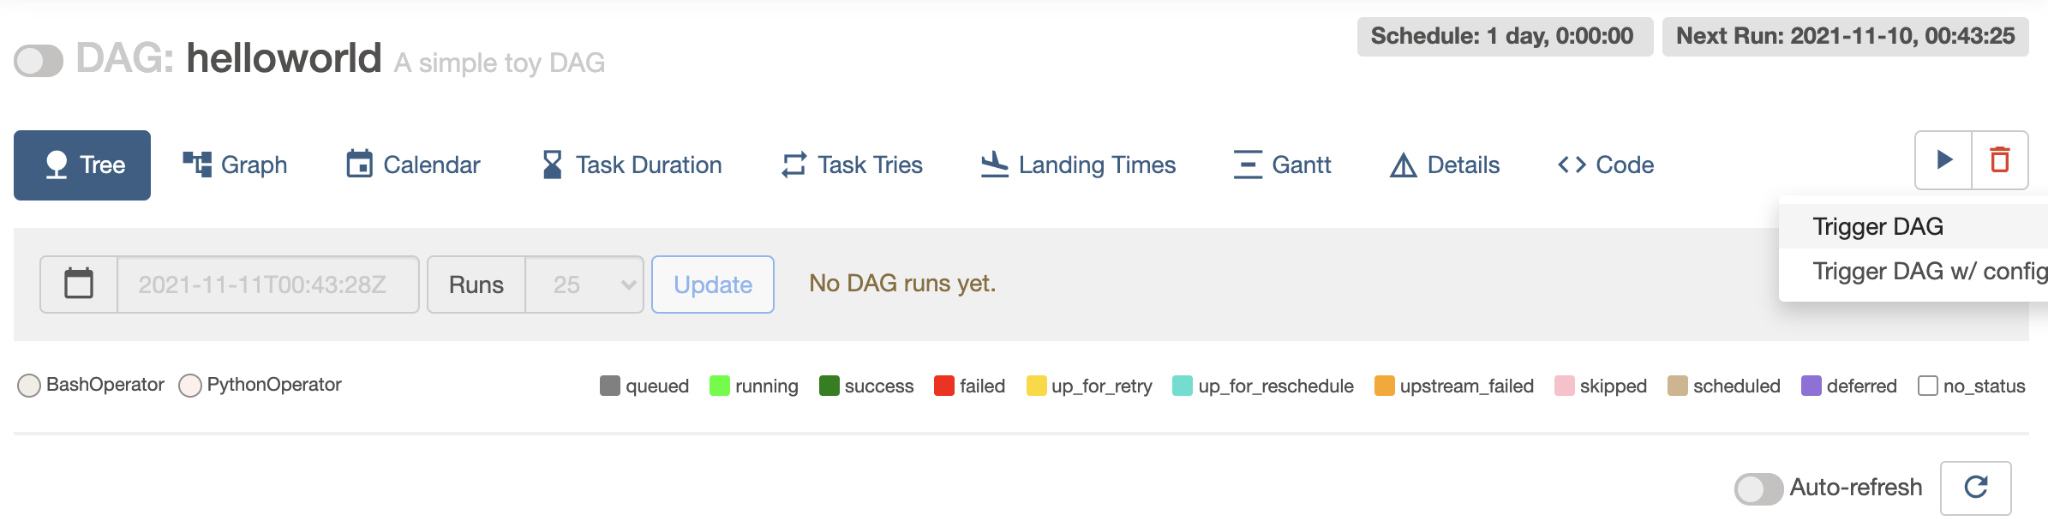 Schedule: 1 day, 0:00:00 Next Run: 2021-11-10, 00:43:25
DAG: helloworld A simple toy DAG
Tree Graph Calendar Task Duration Task Tries Landing Times Gantt Details Code
Trigger DAG
Trigger DAG w/ config
2021-11-11T00:43:28Z Runs 25 Update No DAG runs yet.
BashOperator PythonOperator queued running success failed up_for_retry up_for_reschedule upstream_failed skipped scheduled deferred no_status
Auto-refresh